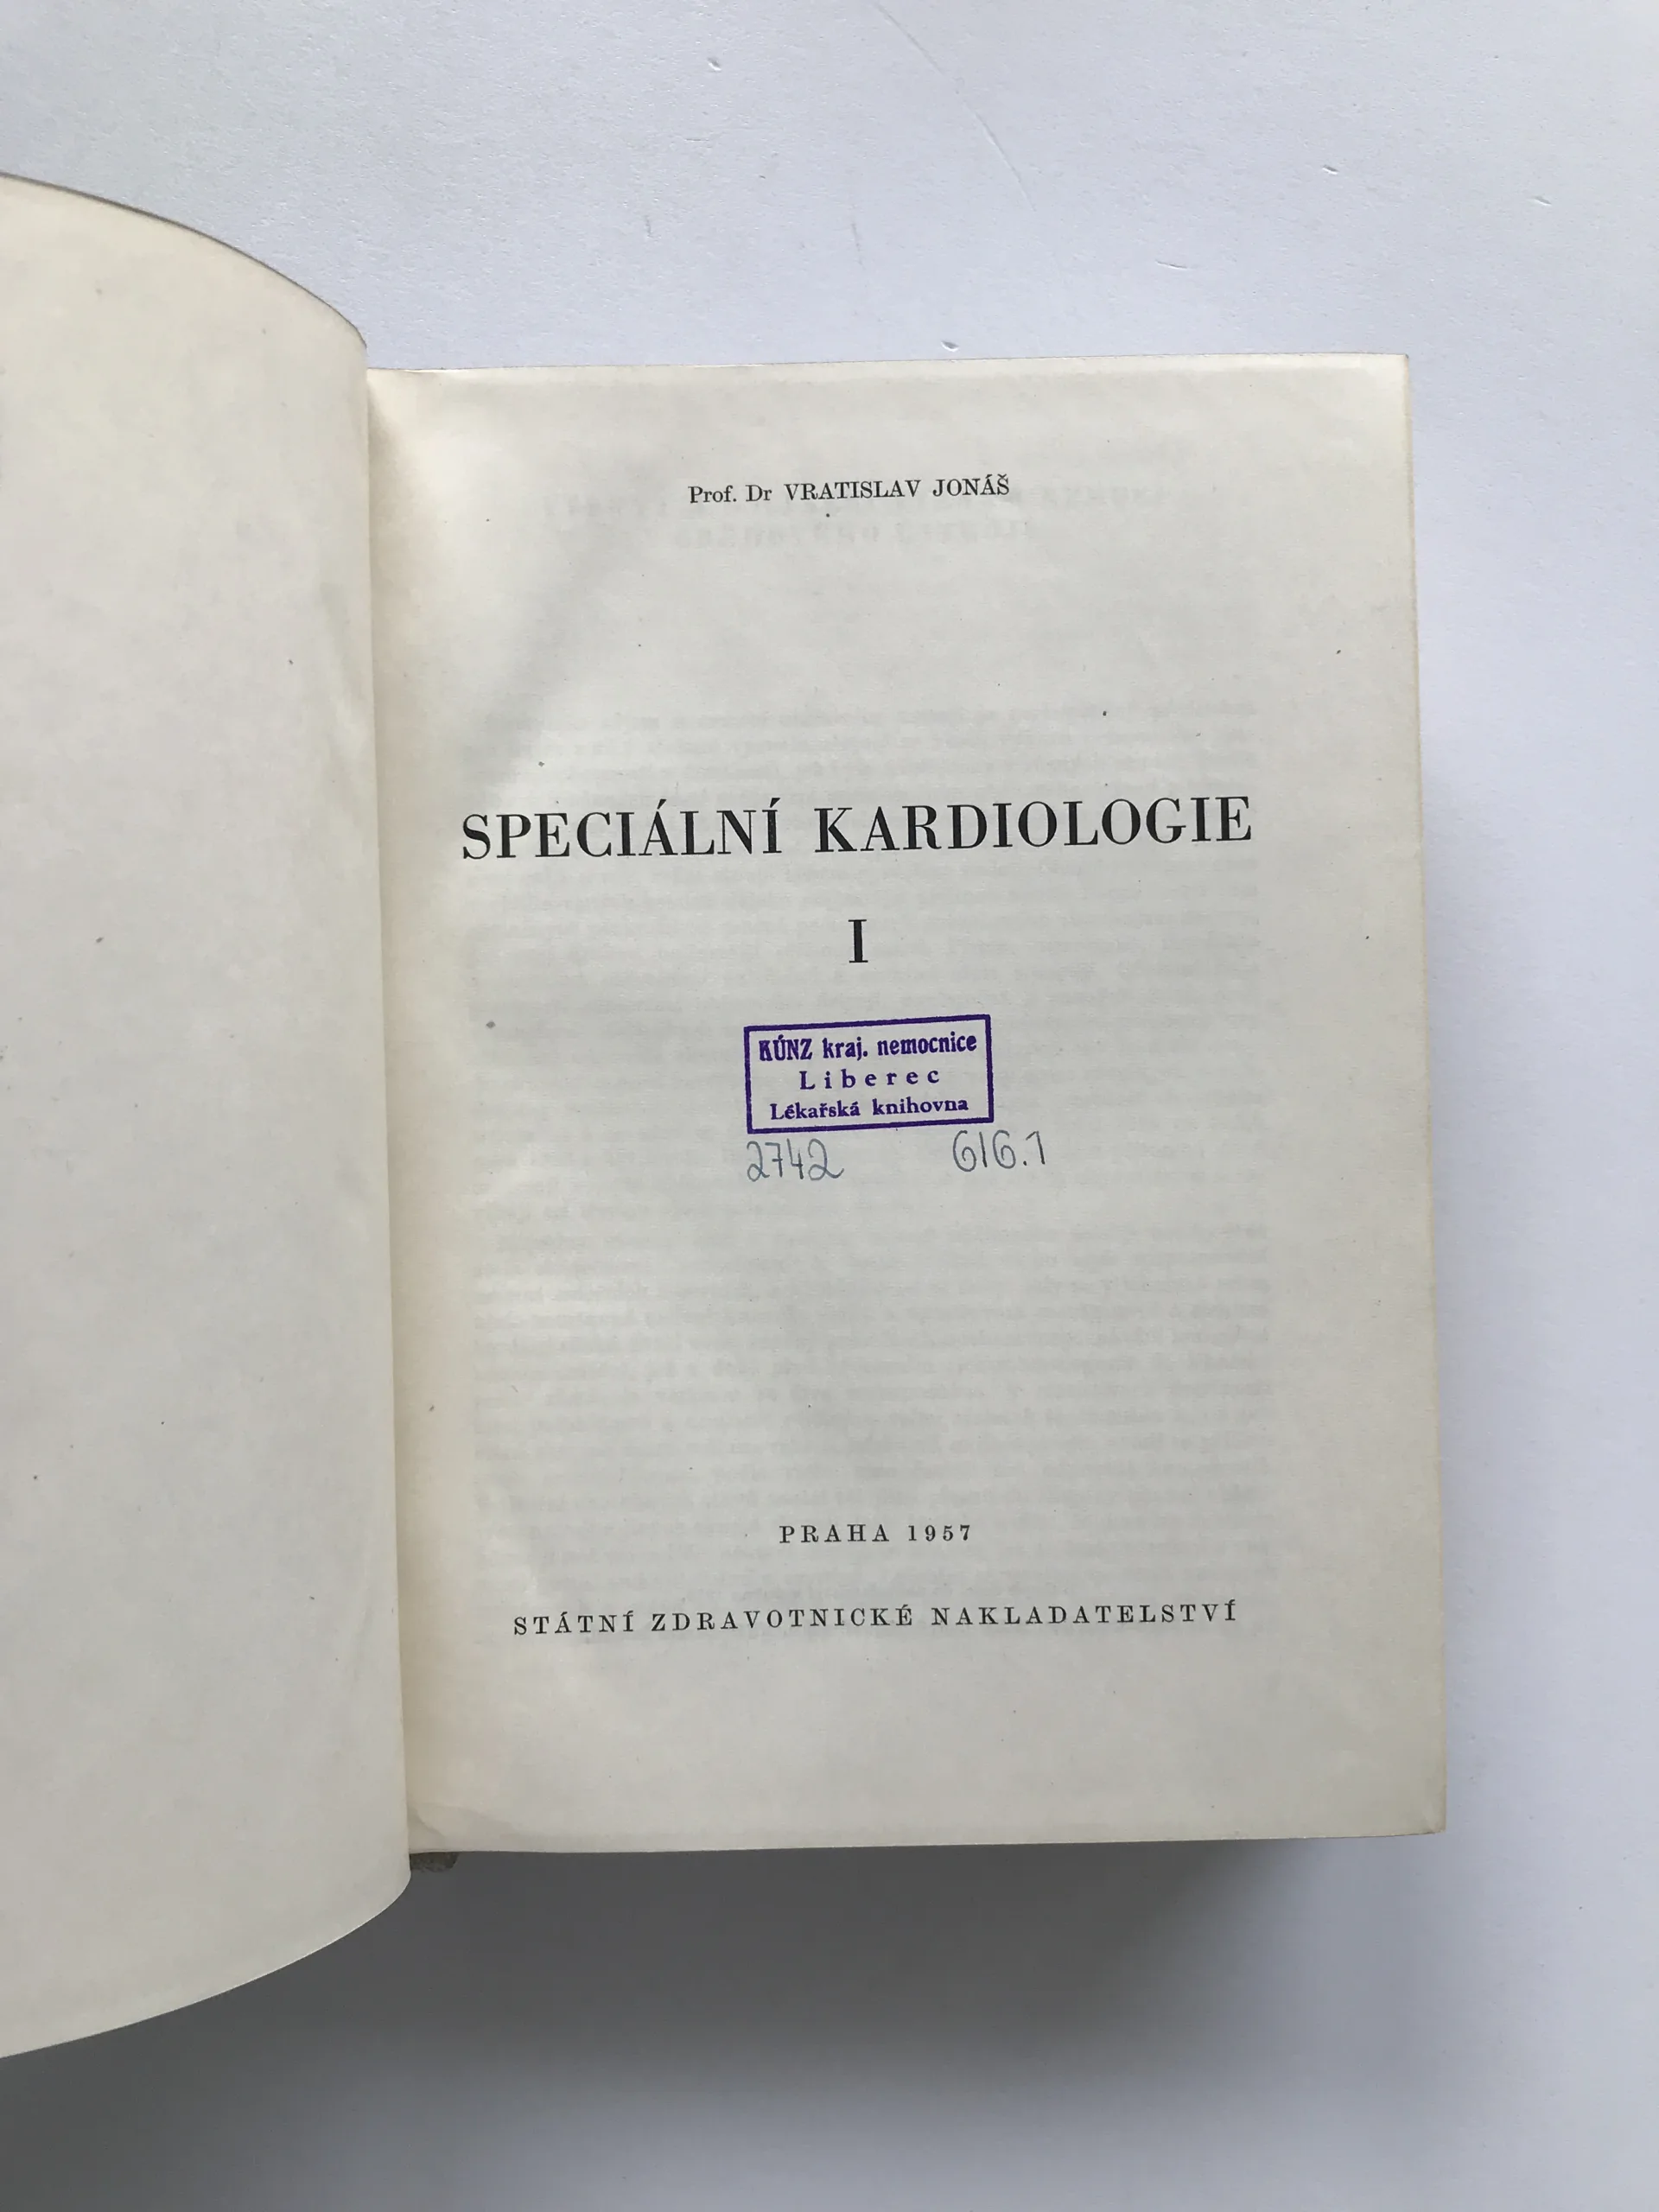 Prof. Dr VRATISLAV JONÁŠ
SPECIÁLNÍ KARDIOLOGIE
I
KÚNZ kraj. nemocnice
Liberec
Lékařská knihovna
2742 616.1
PRAHA 1957
STÁTNÍ ZDRAVOTNICKÉ NAKLADATELSTVÍ